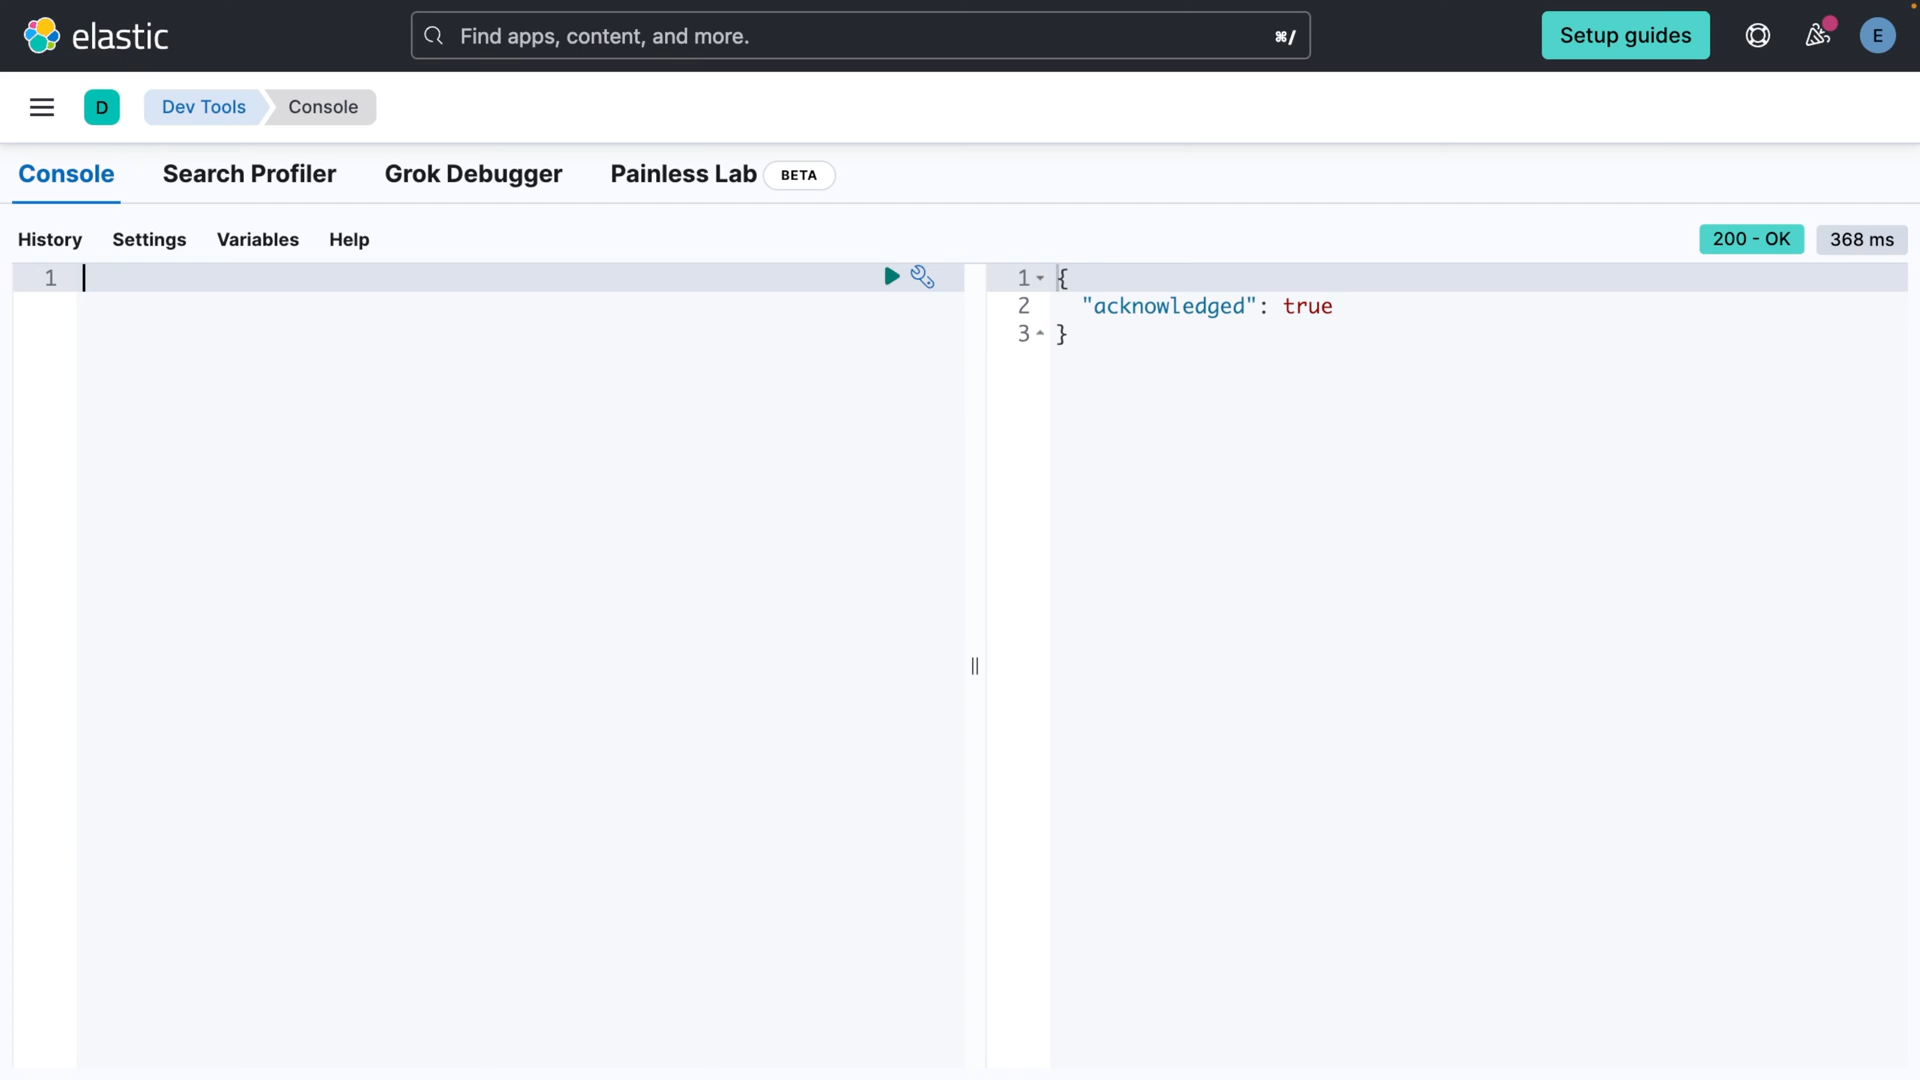 elastic
Find apps, content, and more.
⌘/
Setup guides
E
D
Dev Tools
Console
Console
Search Profiler
Grok Debugger
Painless Lab
BETA
History
Settings
Variables
Help
200 - OK
368 ms
1
1 {
2 "acknowledged": true
3 }